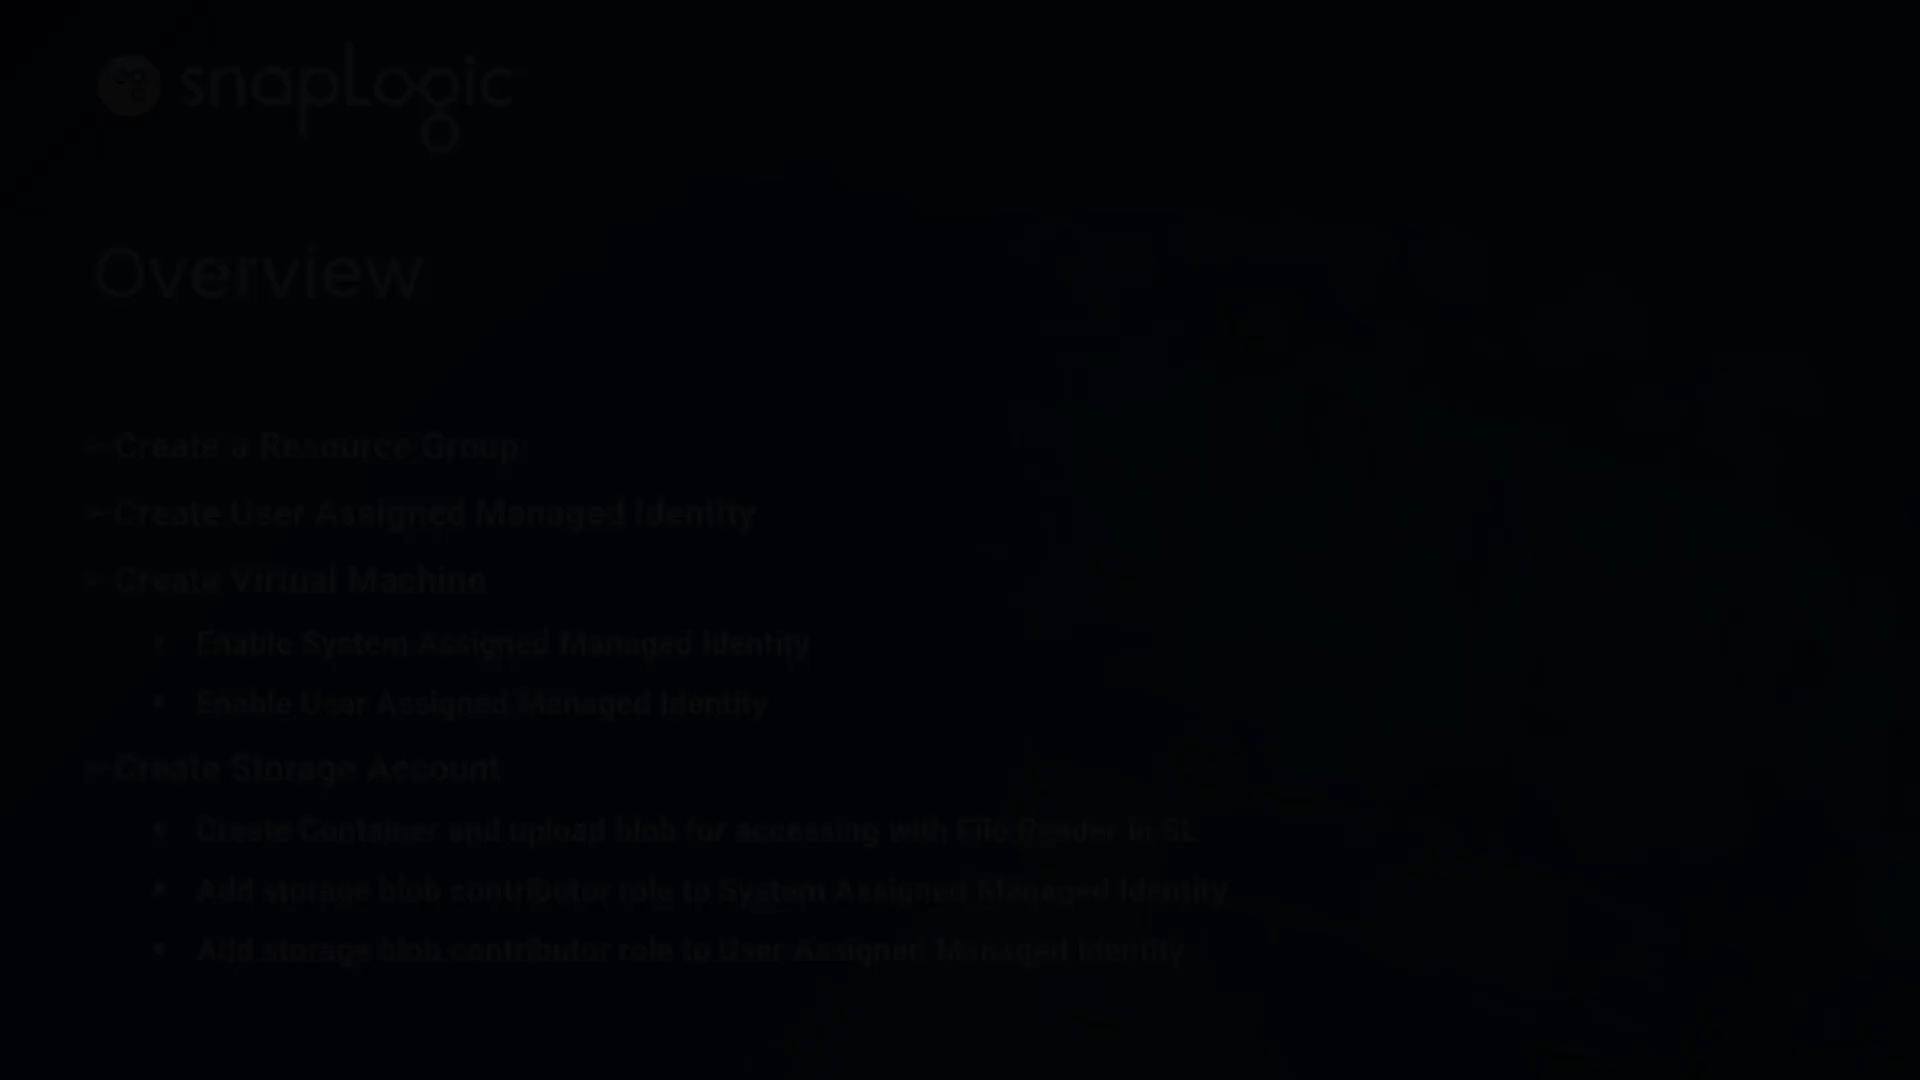 snapLogic
Overview
Create a Resource Group
Create User Assigned Managed Identity
Create Virtual Machine
Enable System Assigned Managed Identity
Enable User Assigned Managed Identity
Create Storage Account
Create Container and upload blob for accessing with File Reader in SL
Add storage blob contributor role to System Assigned Managed Identity
Add storage blob contributor role to User Assigned Managed Identity